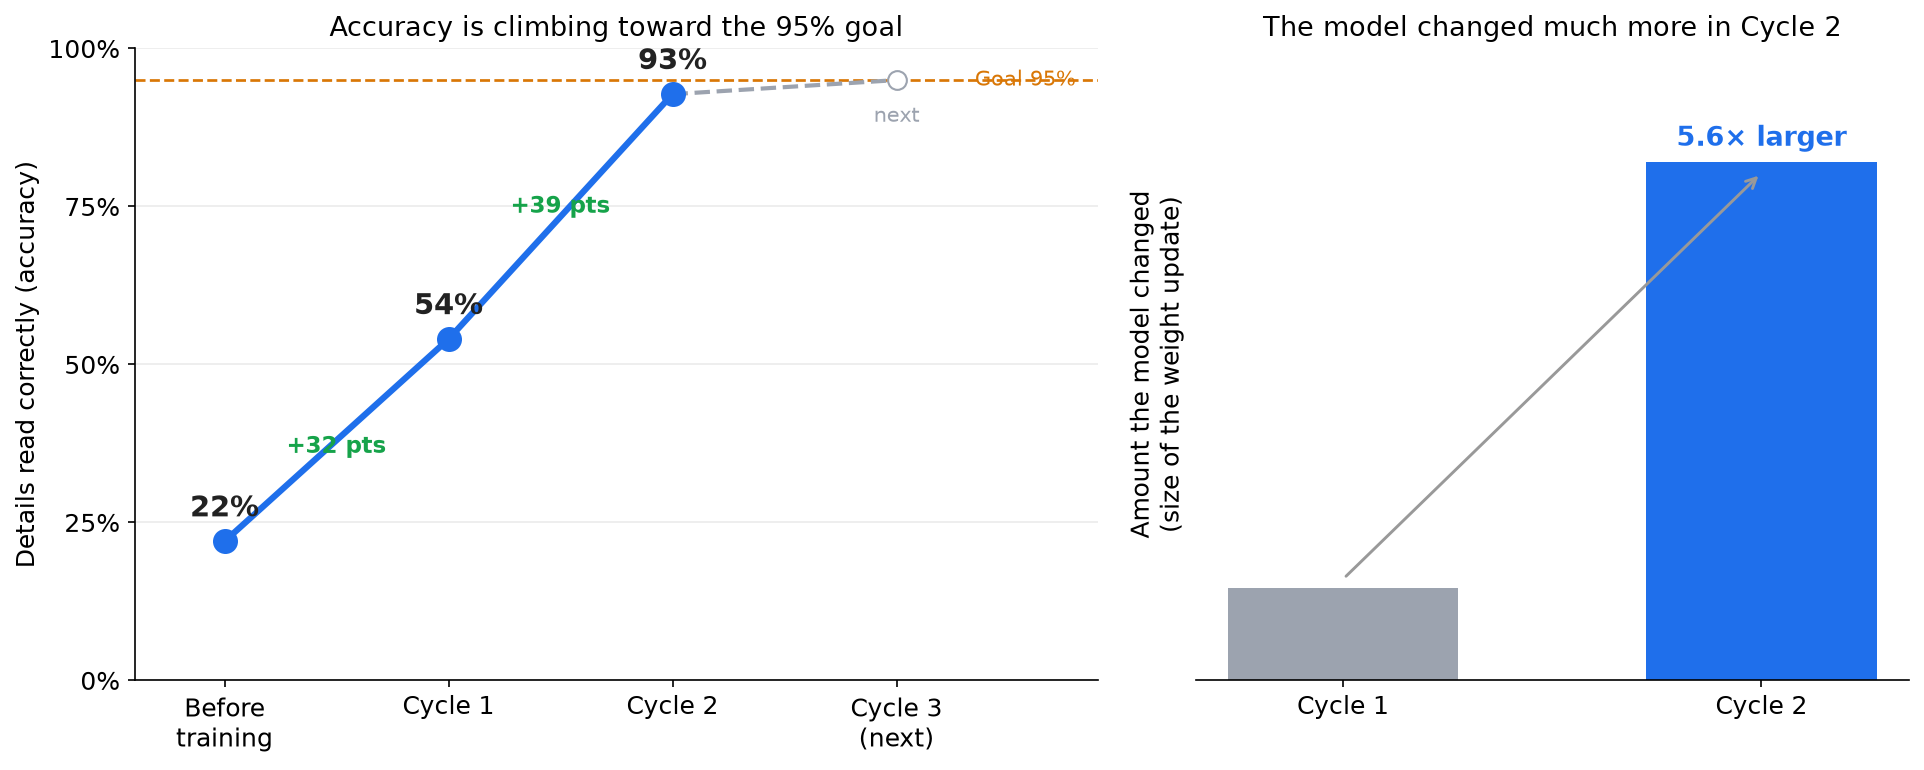 Accuracy is climbing toward the 95% goal
Details read correctly (accuracy)
100%
75%
50%
25%
0%
22%
+32 pts
54%
+39 pts
93%
next
Goal 95%
Before
training
Cycle 1
Cycle 2
Cycle 3
(next)
The model changed much more in Cycle 2
Amount the model changed
(size of the weight update)
5.6× larger
Cycle 1
Cycle 2